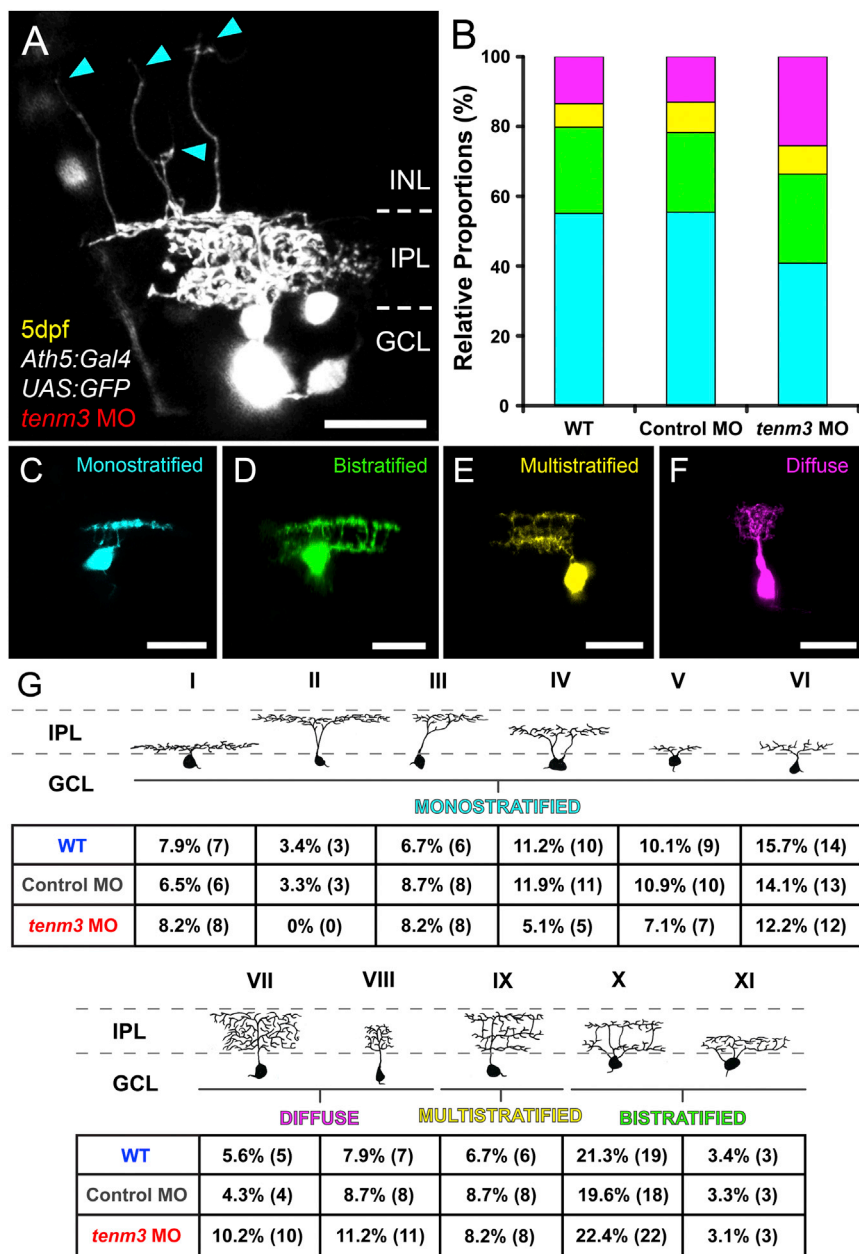 A
INL
IPL
GCL
5dpf
Ath5:Gal4
UAS:GFP
tenm3 MO
B
Relative Proportions (%)
100
80
60
40
20
0
WT Control MO tenm3 MO
C Monostratified
D Bistratified
E Multistratified
F Diffuse
G
I II III IV V VI
IPL
GCL
MONOSTRATIFIED
WT 7.9% (7) 3.4% (3) 6.7% (6) 11.2% (10) 10.1% (9) 15.7% (14)
Control MO 6.5% (6) 3.3% (3) 8.7% (8) 11.9% (11) 10.9% (10) 14.1% (13)
tenm3 MO 8.2% (8) 0% (0) 8.2% (8) 5.1% (5) 7.1% (7) 12.2% (12)
VII VIII IX X XI
IPL
GCL
DIFFUSE MULTISTRATIFIED BISTRATIFIED
WT 5.6% (5) 7.9% (7) 6.7% (6) 21.3% (19) 3.4% (3)
Control MO 4.3% (4) 8.7% (8) 8.7% (8) 19.6% (18) 3.3% (3)
tenm3 MO 10.2% (10) 11.2% (11) 8.2% (8) 22.4% (22) 3.1% (3)